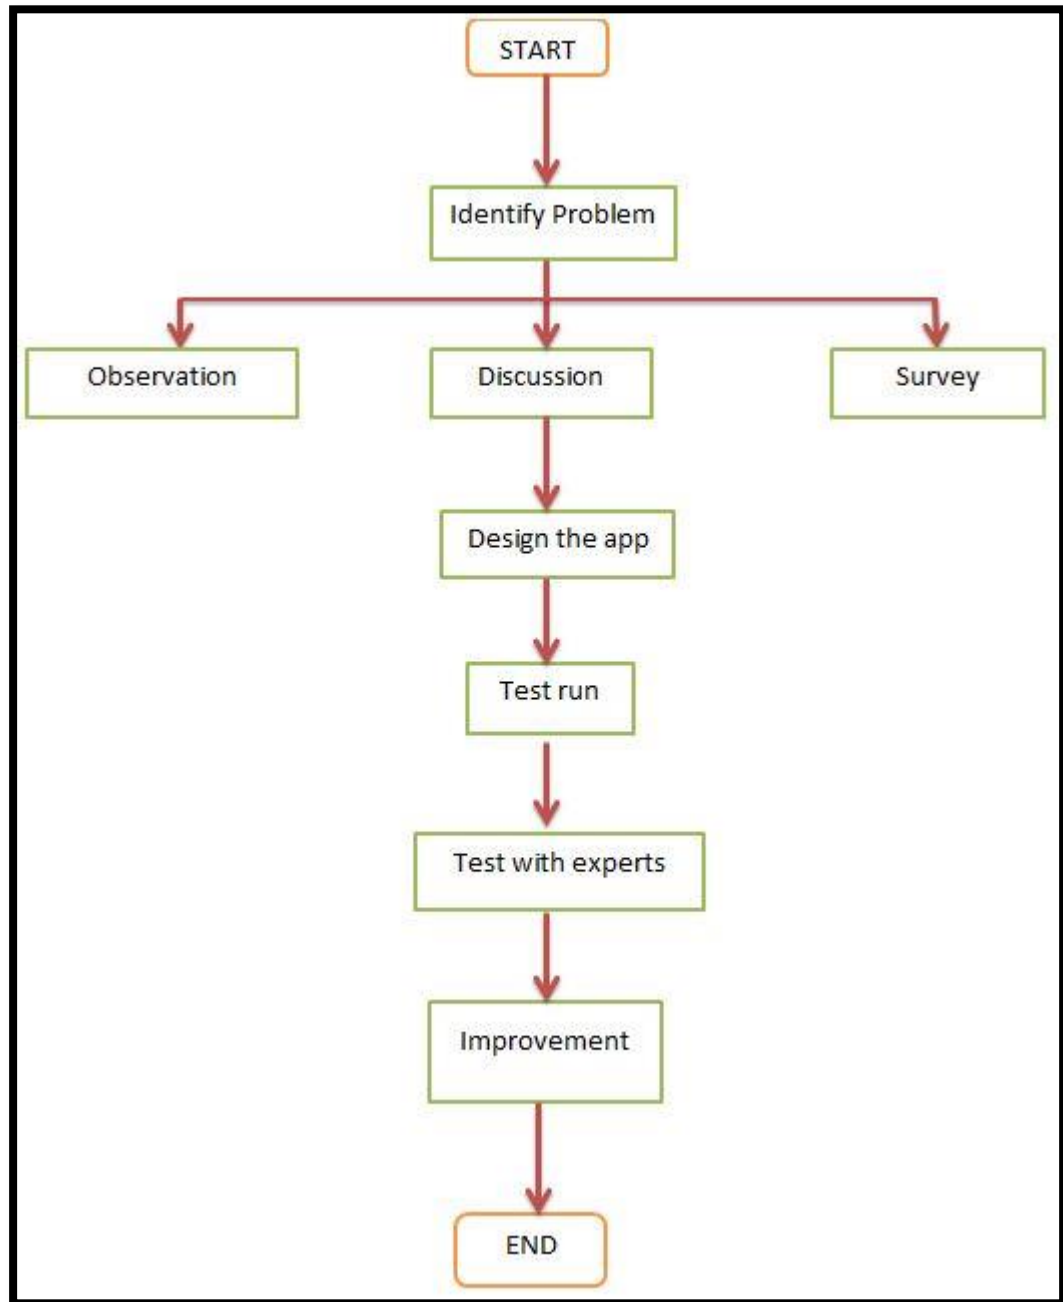 START
Identify Problem
Observation
Discussion
Survey
Design the app
Test run
Test with experts
Improvement
END